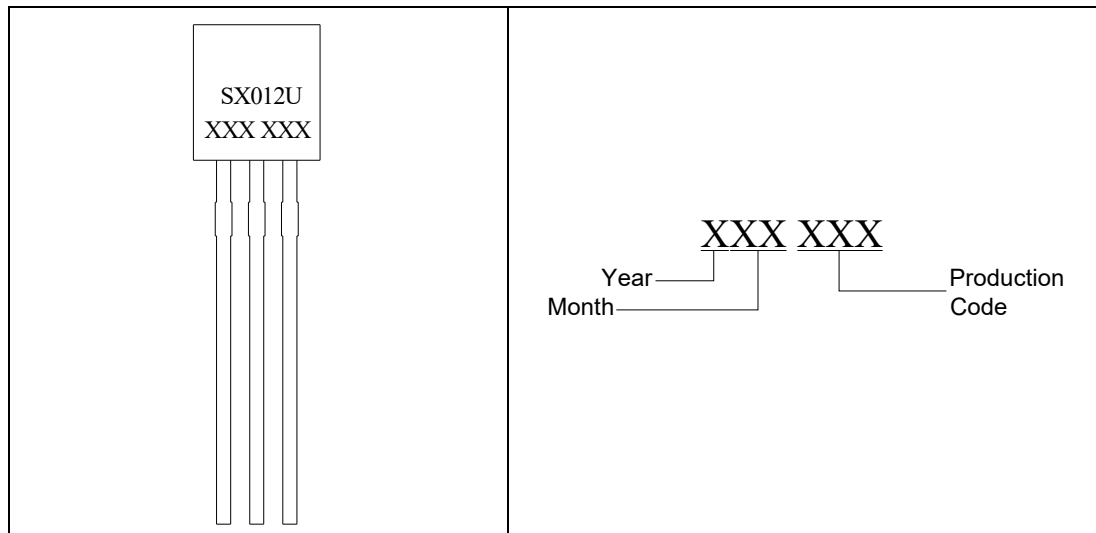 SX012U
XXX XXX
XXX XXX
Year
Month
Production
Code